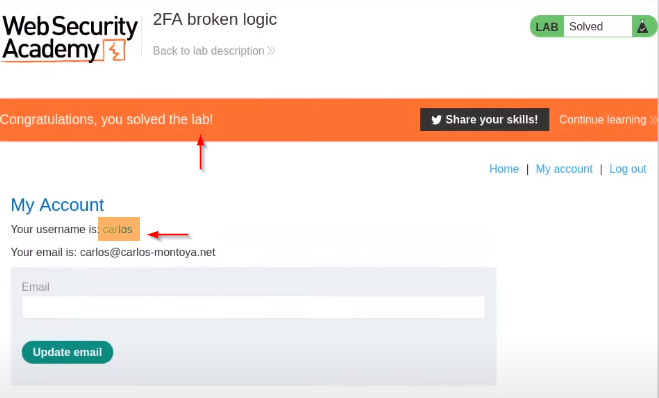 Web Security
Academy
2FA broken logic
Back to lab description
LAB Solved
Congratulations, you solved the lab!
Share your skills!
Continue learning
Home | My account | Log out
My Account
Your username is: carlos
Your email is: carlos@carlos-montoya.net
Email
Update email